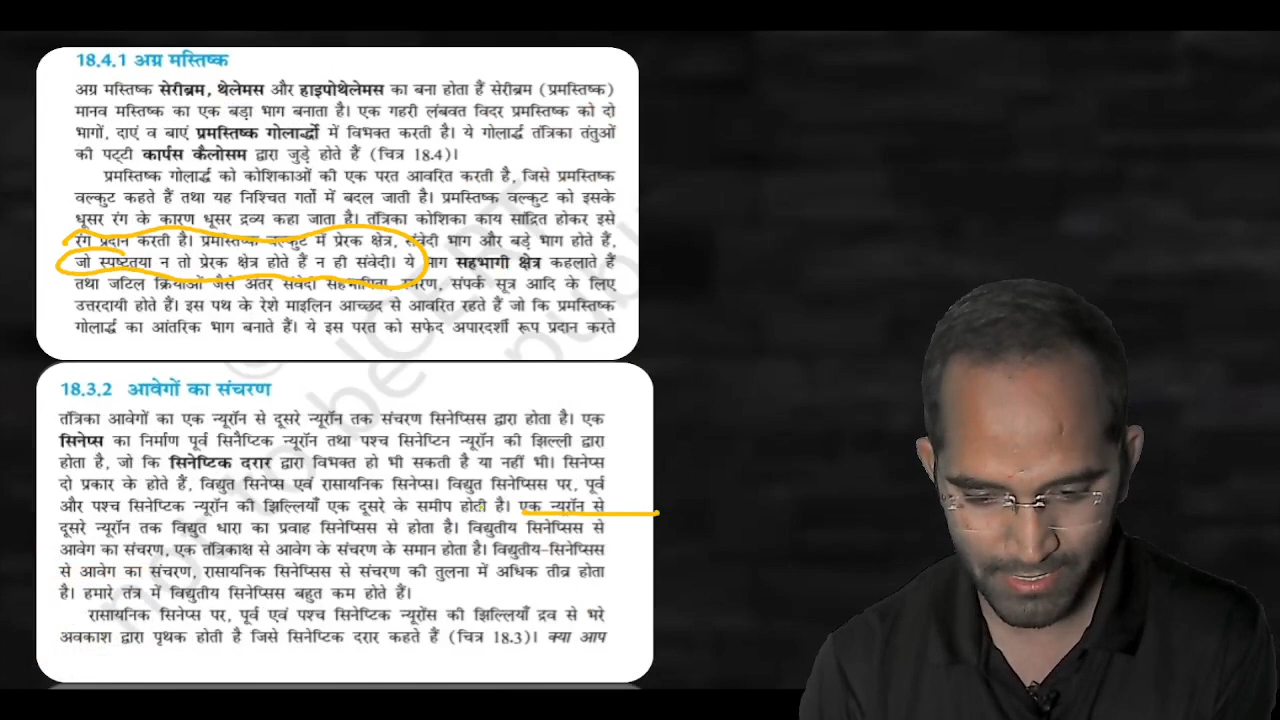 18.4.1 अग्र मस्तिष्क
अग्र मस्तिष्क सेरीब्रम, थैलेमस और हाइपोथैलेमस का बना होता हैं सेरीब्रम (प्रमस्तिष्क)
मानव मस्तिष्क का एक बड़ा भाग बनाता है। एक गहरी लंबवत विदर प्रमस्तिष्क को दो
भागों, दाएं व बाएं प्रमस्तिष्क गोलार्द्धों में विभक्त करती है। ये गोलार्द्ध तंत्रिका तंतुओं
की पट्टी कार्पस कैलोसम द्वारा जुड़े होते हैं (चित्र 18.4)।
प्रमस्तिष्क गोलार्द्ध को कोशिकाओं की एक परत आवरित करती है, जिसे प्रमस्तिष्क
वल्कुट कहते हैं तथा यह निश्चित गर्तों में बदल जाती है। प्रमस्तिष्क वल्कुट को इसके
धूसर रंग के कारण धूसर द्रव्य कहा जाता है। तंत्रिका कोशिका काय सांद्रित होकर इसे
रंग प्रदान करती है। प्रमस्तिष्क वल्कुट में प्रेरक क्षेत्र, संवेदी भाग और बड़े भाग होते हैं,
जो स्पष्टतया न तो प्रेरक क्षेत्र होते हैं न ही संवेदी। ये भाग सहभागी क्षेत्र कहलाते हैं
तथा जटिल क्रियाओं जैसे अंतर संवेदी सहभागिता, स्मरण, संपर्क सूत्र आदि के लिए
उत्तरदायी होते हैं। इस पथ के रेशे माइलिन आच्छद से आवरित रहते हैं जो कि प्रमस्तिष्क
गोलार्द्ध का आंतरिक भाग बनाते हैं। ये इस परत को सफेद अपारदर्शी रूप प्रदान करते
18.3.2 आवेगों का संचरण
तंत्रिका आवेगों का एक न्यूरॉन से दूसरे न्यूरॉन तक संचरण सिनेप्सिस द्वारा होता है। एक
सिनेप्स का निर्माण पूर्व सिनैप्टिक न्यूरॉन तथा पश्च सिनेप्टिन न्यूरॉन की झिल्ली द्वारा
होता है, जो कि सिनेप्टिक दरार द्वारा विभक्त हो भी सकती है या नहीं भी। सिनेप्स
दो प्रकार के होते हैं, विद्युत सिनेप्स एवं रासायनिक सिनेप्स। विद्युत सिनेप्सिस पर, पूर्व
और पश्च सिनेप्टिक न्यूरॉन की झिल्लियाँ एक दूसरे के समीप होती है। एक न्यूरॉन से
दूसरे न्यूरॉन तक विद्युत धारा का प्रवाह सिनेप्सिस से होता है। विद्युतीय सिनेप्सिस से
आवेग का संचरण, एक तंत्रिकाक्ष से आवेग के संचरण के समान होता है। विद्युतीय-सिनेप्सिस
से आवेग का संचरण, रासायनिक सिनेप्सिस से संचरण की तुलना में अधिक तीव्र होता
है। हमारे तंत्र में विद्युतीय सिनेप्सिस बहुत कम होते हैं।
रासायनिक सिनेप्स पर, पूर्व एवं पश्च सिनेप्टिक न्यूरोंस की झिल्लियाँ द्रव से भरे
अवकाश द्वारा पृथक होती है जिसे सिनेप्टिक दरार कहते हैं (चित्र 18.3)। क्या आप